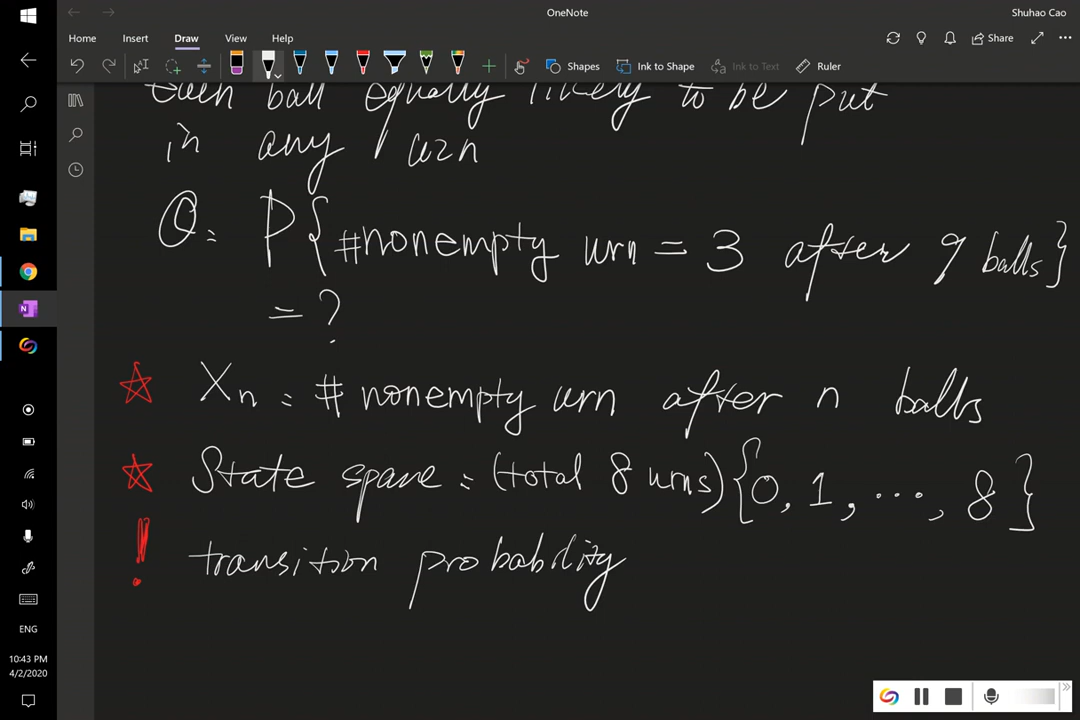 OneNote
Shuhao Cao
Home Insert Draw View Help
Share
Shapes Ink to Shape Ink to Text Ruler
Each ball equally likely to be put
in any urn
Q: P{#nonempty urn = 3 after 9 balls}
= ?
Xn = # nonempty urn after n balls
State space = (total 8 urns) {0, 1, ..., 8}
! transition probability
ENG
10:43 PM
4/2/2020